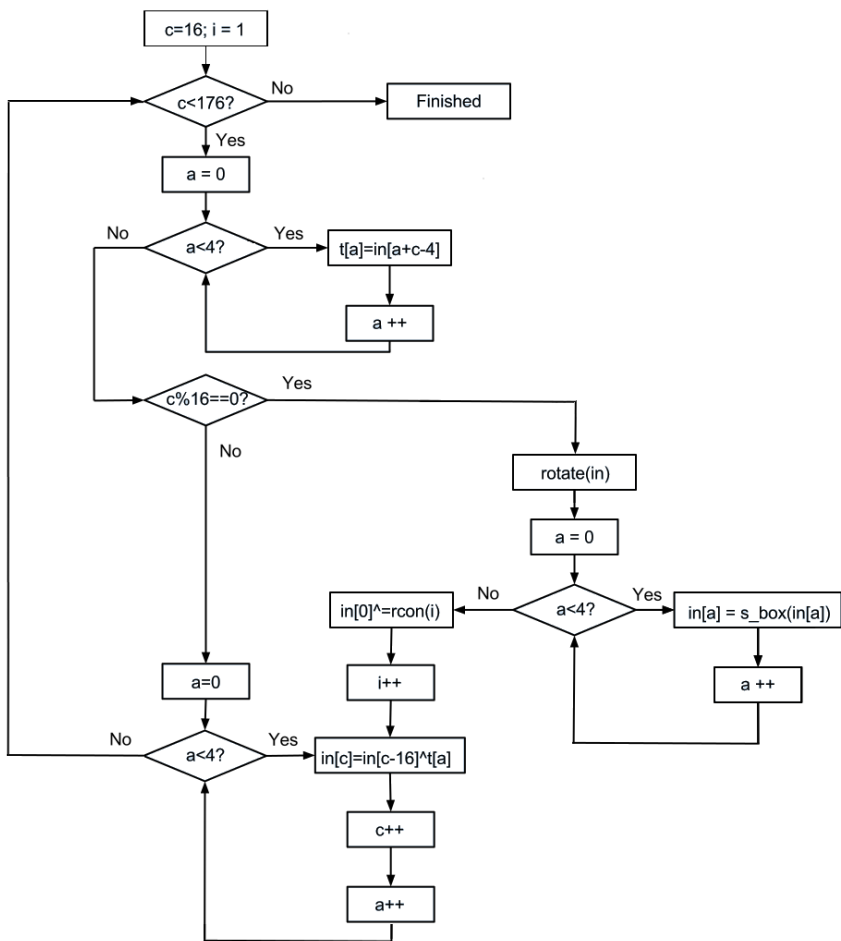 c=16; i = 1
c<176?
No
Finished
Yes
a = 0
No
a<4?
Yes
t[a]=in[a+c-4]
a ++
c%16==0?
Yes
No
rotate(in)
a = 0
in[0]^=rcon(i)
No
a<4?
Yes
in[a] = s_box(in[a])
i++
a ++
a=0
No
a<4?
Yes
in[c]=in[c-16]^t[a]
c++
a++